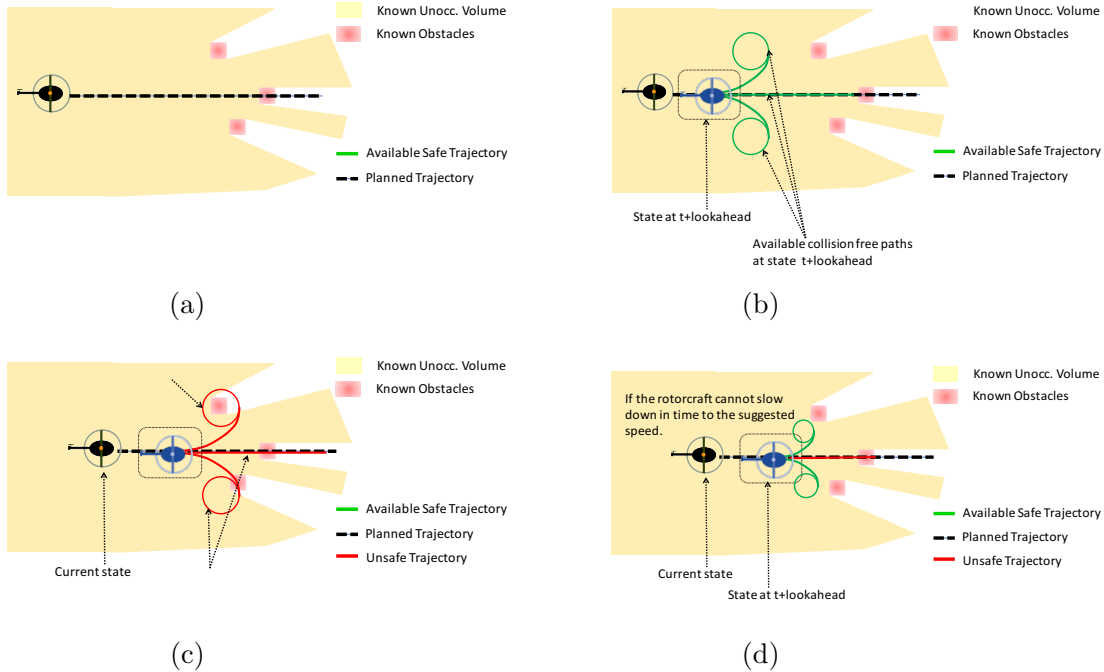 Known Unocc. Volume
Known Obstacles
Available Safe Trajectory
Planned Trajectory
(a)
Known Unocc. Volume
Known Obstacles
Available Safe Trajectory
Planned Trajectory
State at t+lookahead
Available collision free paths
at state t+lookahead
(b)
Known Unocc. Volume
Known Obstacles
Available Safe Trajectory
Planned Trajectory
Unsafe Trajectory
Current state
(c)
Known Unocc. Volume
Known Obstacles
If the rotorcraft cannot slow
down in time to the suggested
speed.
Available Safe Trajectory
Planned Trajectory
Unsafe Trajectory
Current state
State at t+lookahead
(d)